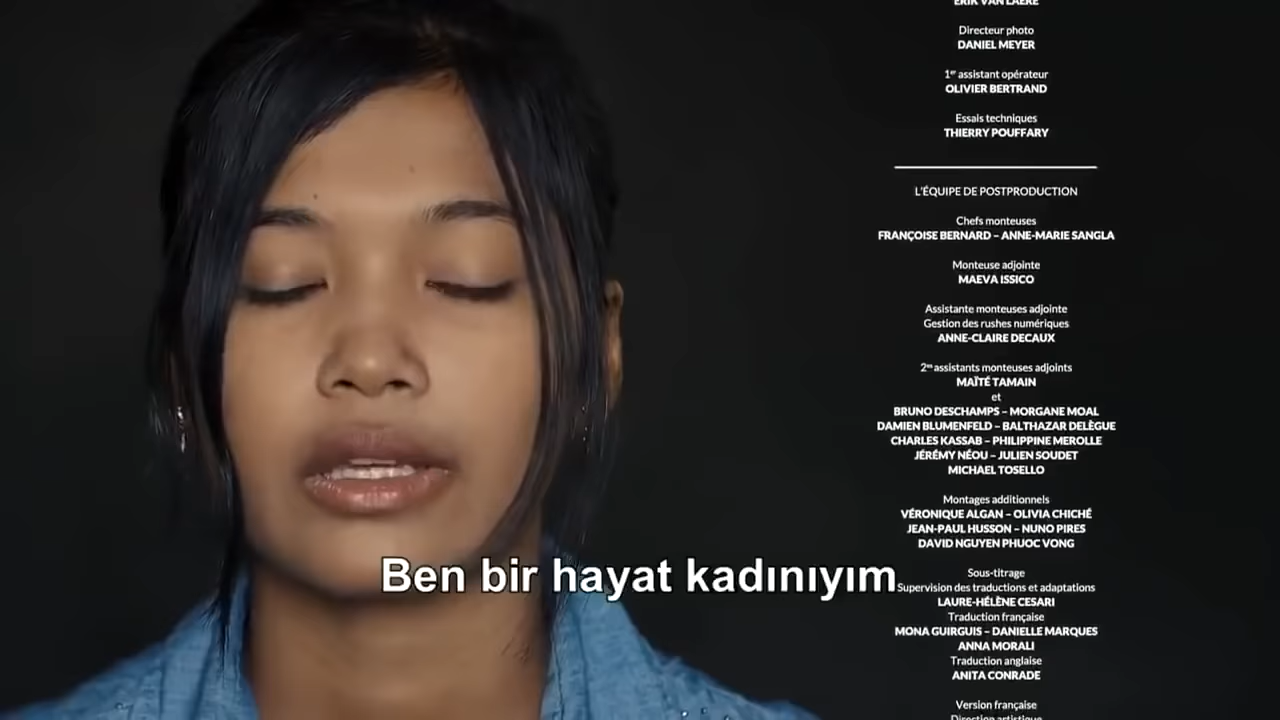 ERIK VAN LAERE
Directeur photo
DANIEL MEYER
1er assistant opérateur
OLIVIER BERTRAND
Essais techniques
THIERRY POUFFARY
L'ÉQUIPE DE POSTPRODUCTION
Chefs monteuses
FRANÇOISE BERNARD – ANNE-MARIE SANGLA
Monteuse adjointe
MAEVA ISSICO
Assistante monteuses adjointe
Gestion des rushes numériques
ANNE-CLAIRE DECAUX
2es assistants monteuses adjoints
MAÏTÉ TAMAIN
et
BRUNO DESCHAMPS – MORGANE MOAL
DAMIEN BLUMENFELD – BALTHAZAR DELÈGUE
CHARLES KASSAB – PHILIPPINE MEROLLE
JÉRÉMY NÉOU – JULIEN SOUDET
MICHAEL TOSELLO
Montages additionnels
VÉRONIQUE ALGAN – OLIVIA CHICHÉ
JEAN-PAUL HUSSON – NUNO PIRES
DAVID NGUYEN PHUOC VONG
Sous-titrage
Supervision des traductions et adaptations
LAURE-HÉLÈNE CESARI
Traduction française
MONA GUIRGUIS – DANIELLE MARQUES
ANNA MORALI
Traduction anglaise
ANITA CONRADE
Version française
Direction artistique
Ben bir hayat kadınıyım